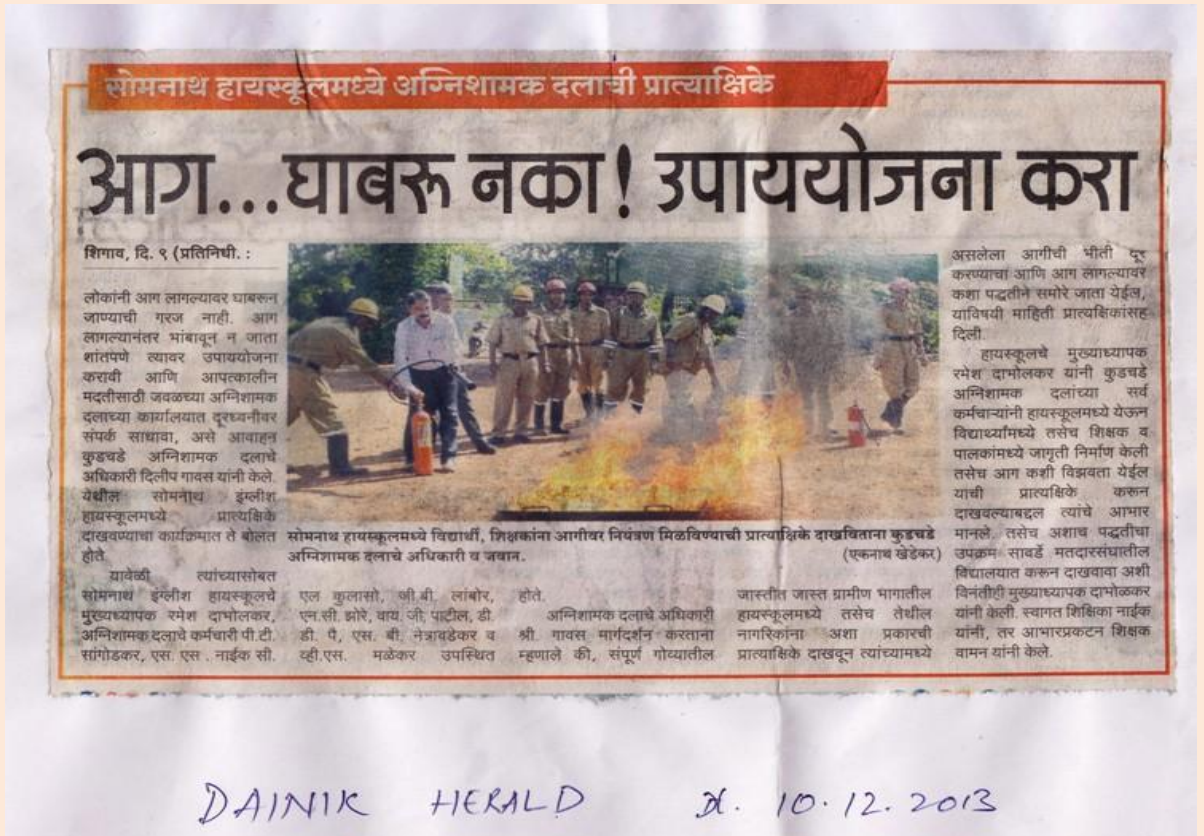 सोमनाथ हायस्कूलमध्ये अग्निशामक दलाची प्रात्याक्षिके
आग...घाबरू नका! उपाययोजना करा
शिगाव, दि. ९ (प्रतिनिधी. :
लोकांनी आग लागल्यावर घाबरून
जाण्याची गरज नाही. आग
लागल्यानंतर भांबावून न जाता
शांतपणे त्यावर उपाययोजना
करावी आणि आपत्कालीन
मदतीसाठी जवळच्या अग्निशामक
दलाच्या कार्यालयात दूरध्वनीवर
संपर्क साधावा, असे आवाहन
कुडचडे अग्निशामक दलाचे
अधिकारी दिलीप गावस यांनी केले.
येथील सोमनाथ इंग्लीश
हायस्कूलमध्ये प्रात्यक्षिके
दाखवण्याचा कार्यक्रमात ते बोलत
होते.
यावेळी त्यांच्यासोबत
सोमनाथ इंग्लीश हायस्कूलचे
मुख्याध्यापक रमेश दाभोलकर,
अग्निशामक दलाचे कर्मचारी पी.टी.
सांगोडकर, एस. एस . नाईक सी.
सोमनाथ हायस्कूलमध्ये विद्यार्थी, शिक्षकांना आगीवर नियंत्रण मिळविण्याची प्रात्यक्षिके दाखविताना कुडचडे
अग्निशामक दलाचे अधिकारी व जवान. (एकनाथ खेडेकर)
एल कुलासो, जी.बी. लांबोर,
एन.सी. झोरे, वाय. जी. पाटील, डी.
डी. पै, एस. बी. नेत्रावडेकर व
व्ही.एस. मळेकर उपस्थित
होते.
अग्निशामक दलाचे अधिकारी
श्री. गावस मार्गदर्शन करताना
म्हणाले की, संपूर्ण गोव्यातील
जास्तीत जास्त ग्रामीण भागातील
हायस्कूलमध्ये तसेच तेथील
नागरिकांना अशा प्रकारची
प्रात्याक्षिके दाखवून त्यांच्यामध्ये
असलेला आगीची भीती दूर
करण्याचा आणि आग लागल्यावर
कशा पद्धतीने समोरे जाता येईल,
यांविषयी माहिती प्रात्यक्षिकांसह
दिली.
हायस्कूलचे मुख्याध्यापक
रमेश दाभोलकर यांनी कुडचडे
अग्निशामक दलांच्या सर्व
कर्मचाऱ्यांनी हायस्कूलमध्ये येऊन
विद्यार्थ्यांमध्ये तसेच शिक्षक व
पालकांमध्ये जागृती निर्माण केली
तसेच आग कशी विझवता येईल
याची प्रात्यक्षिके करून
दाखवल्याबद्दल त्यांचे आभार
मानले. तसेच अशाच पद्धतीचा
उपक्रम सावर्डे मतदारसंघातील
विद्यालयात करून दाखवावा अशी
विनंतीही मुख्याध्यापक दाभोळकर
यांनी केली. स्वागत शिक्षिका नाईक
यांनी, तर आभारप्रकटन शिक्षक
वामन यांनी केले.
DAINIK HERALD dt. 10.12.2013